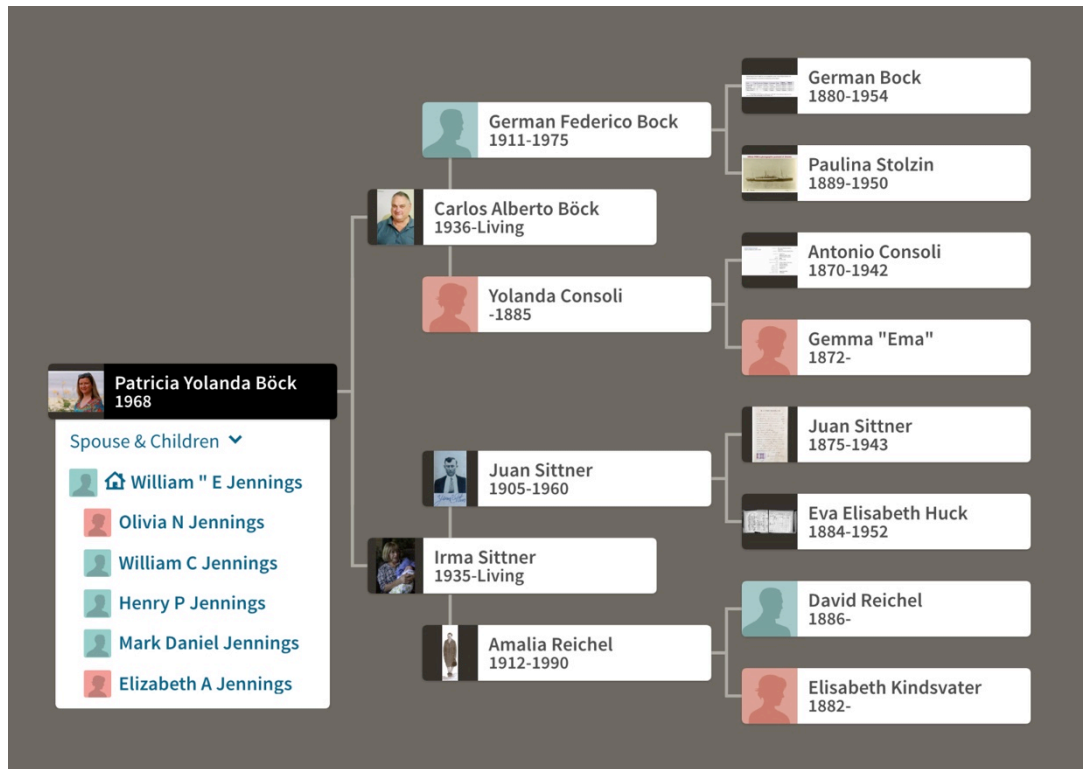 German Bock
1880-1954
German Federico Bock
1911-1975
Paulina Stolzin
1889-1950
Carlos Alberto Böck
1936-Living
Antonio Consoli
1870-1942
Yolanda Consoli
-1885
Gemma "Ema"
1872-
Patricia Yolanda Böck
1968
Spouse & Children
William " E Jennings
Olivia N Jennings
William C Jennings
Henry P Jennings
Mark Daniel Jennings
Elizabeth A Jennings
Juan Sittner
1875-1943
Juan Sittner
1905-1960
Eva Elisabeth Huck
1884-1952
Irma Sittner
1935-Living
David Reichel
1886-
Amalia Reichel
1912-1990
Elisabeth Kindsvater
1882-